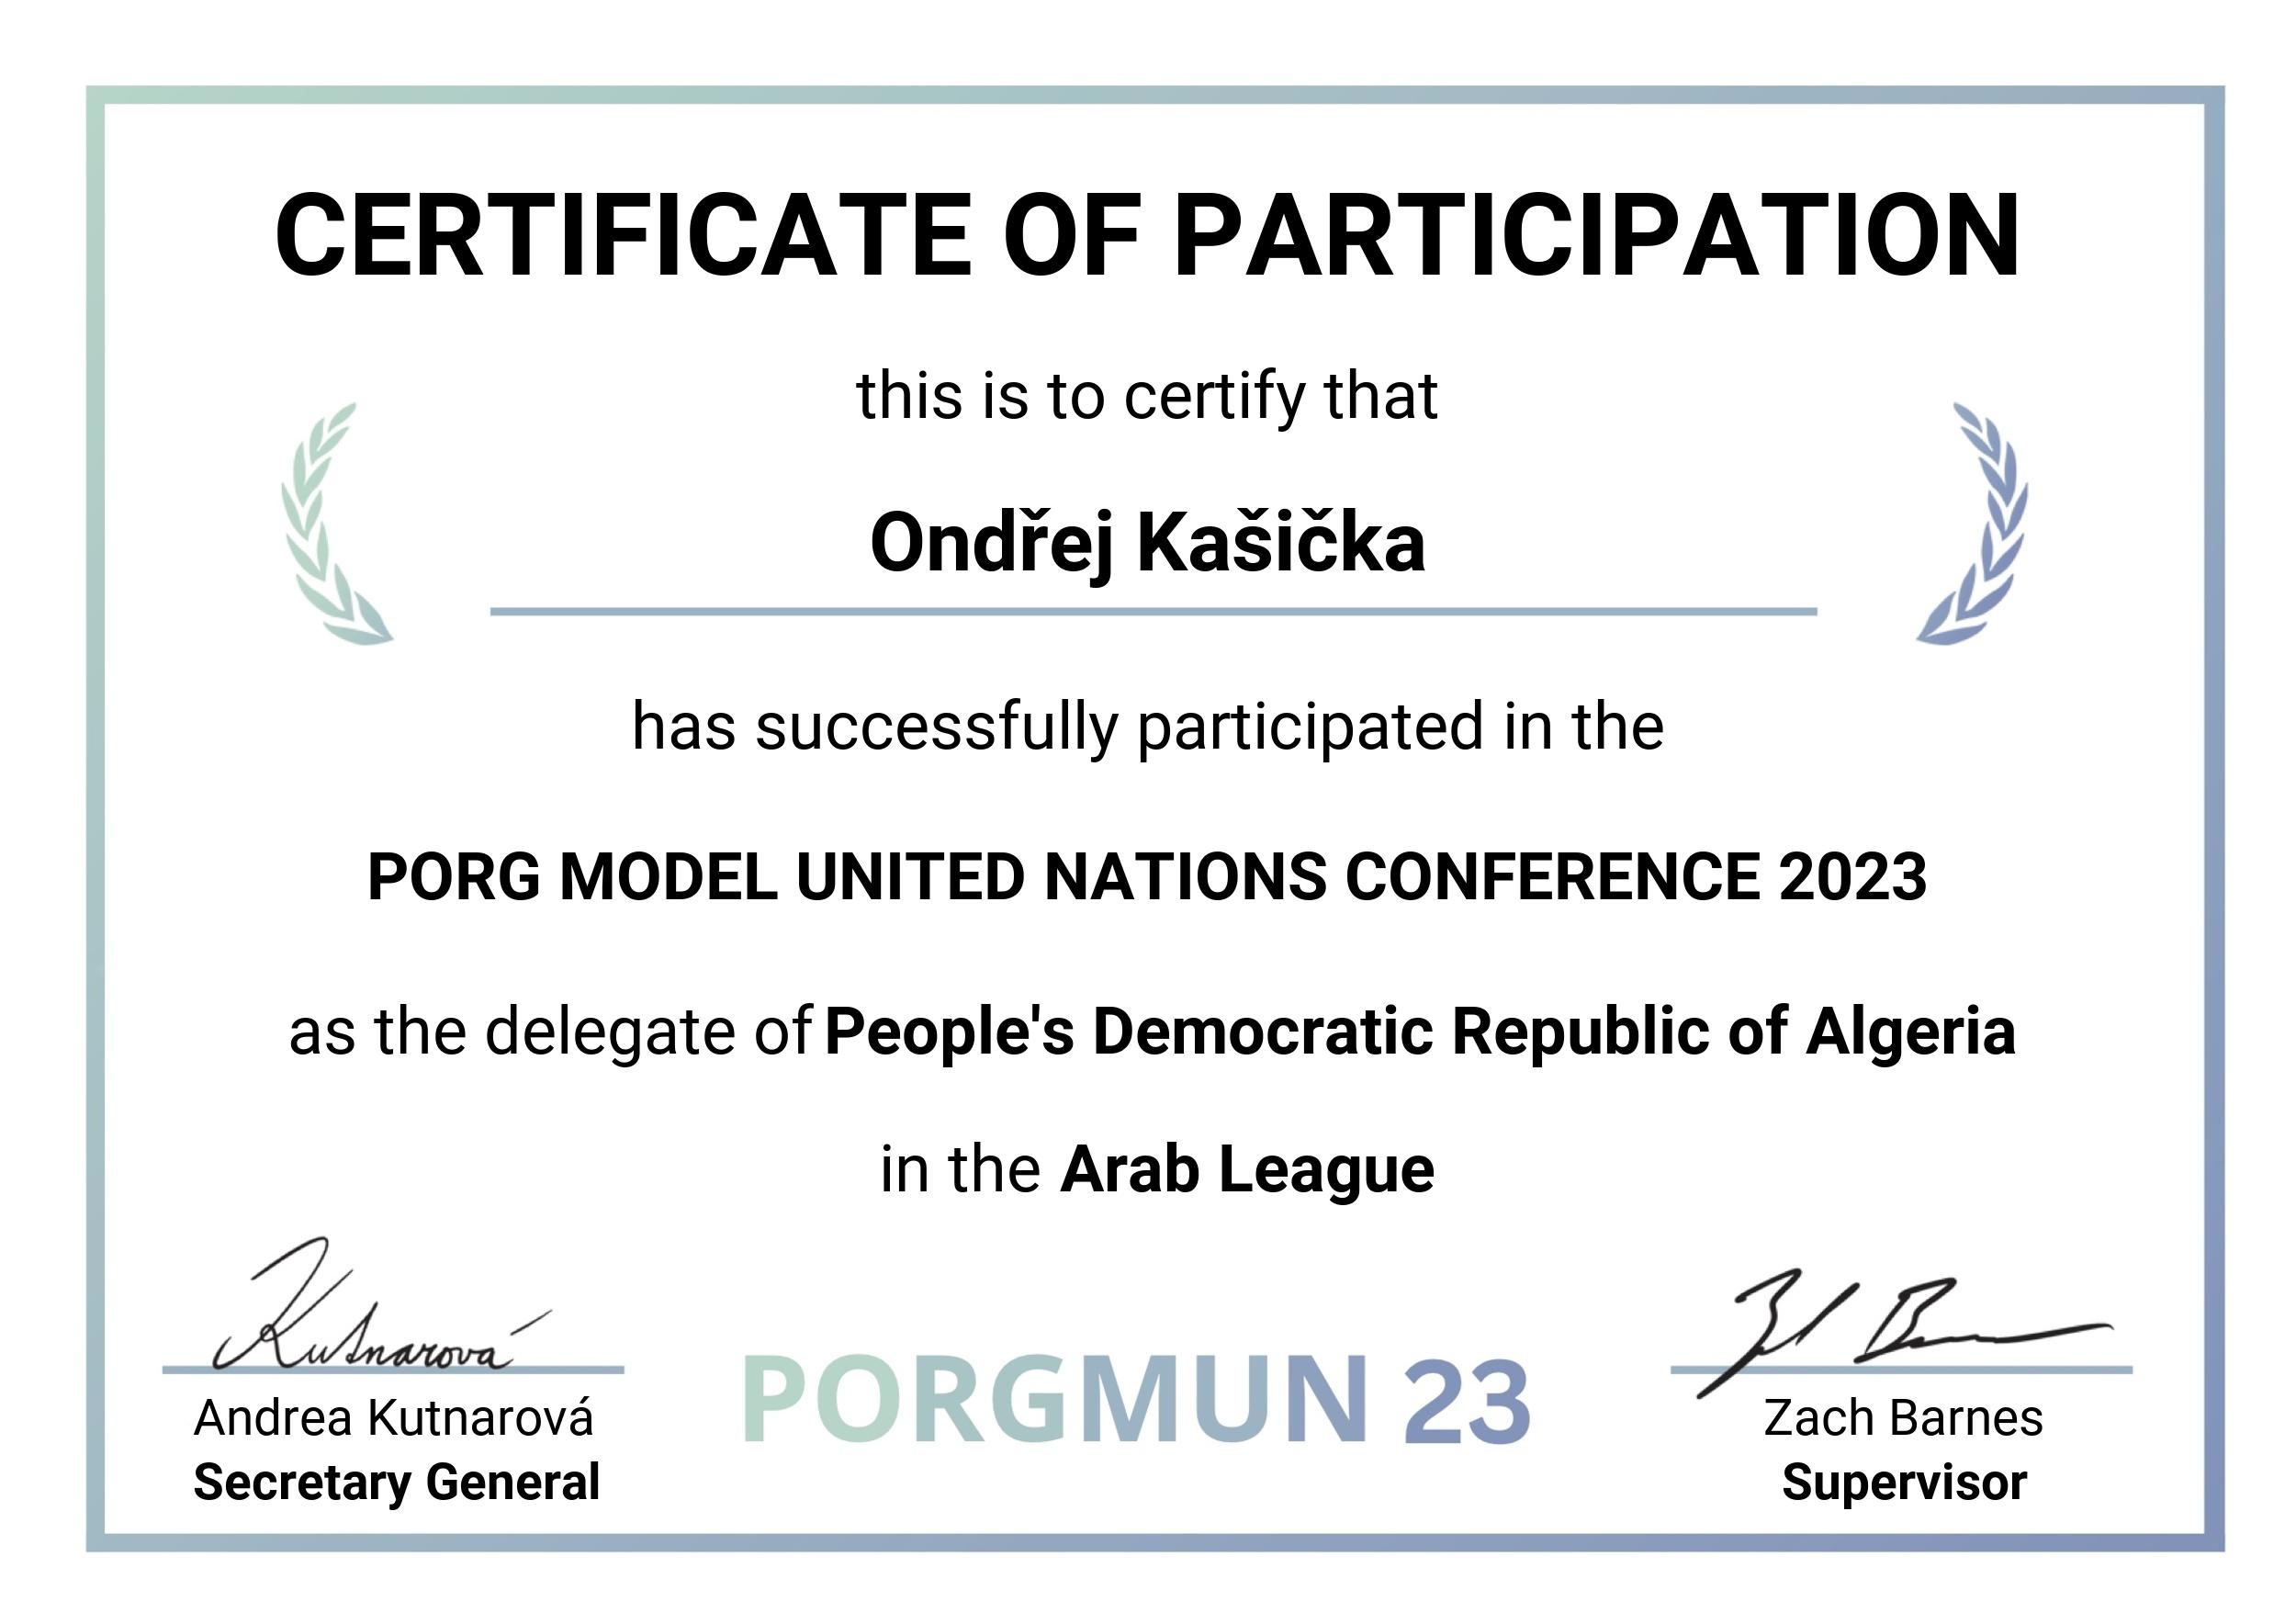 CERTIFICATE OF PARTICIPATION
this is to certify that
Ondřej Kašička
has successfully participated in the
PORG MODEL UNITED NATIONS CONFERENCE 2023
as the delegate of People's Democratic Republic of Algeria
in the Arab League
Kutnarová
Andrea Kutnarová
Secretary General
PORGMUN 23
Zach Barnes
Supervisor